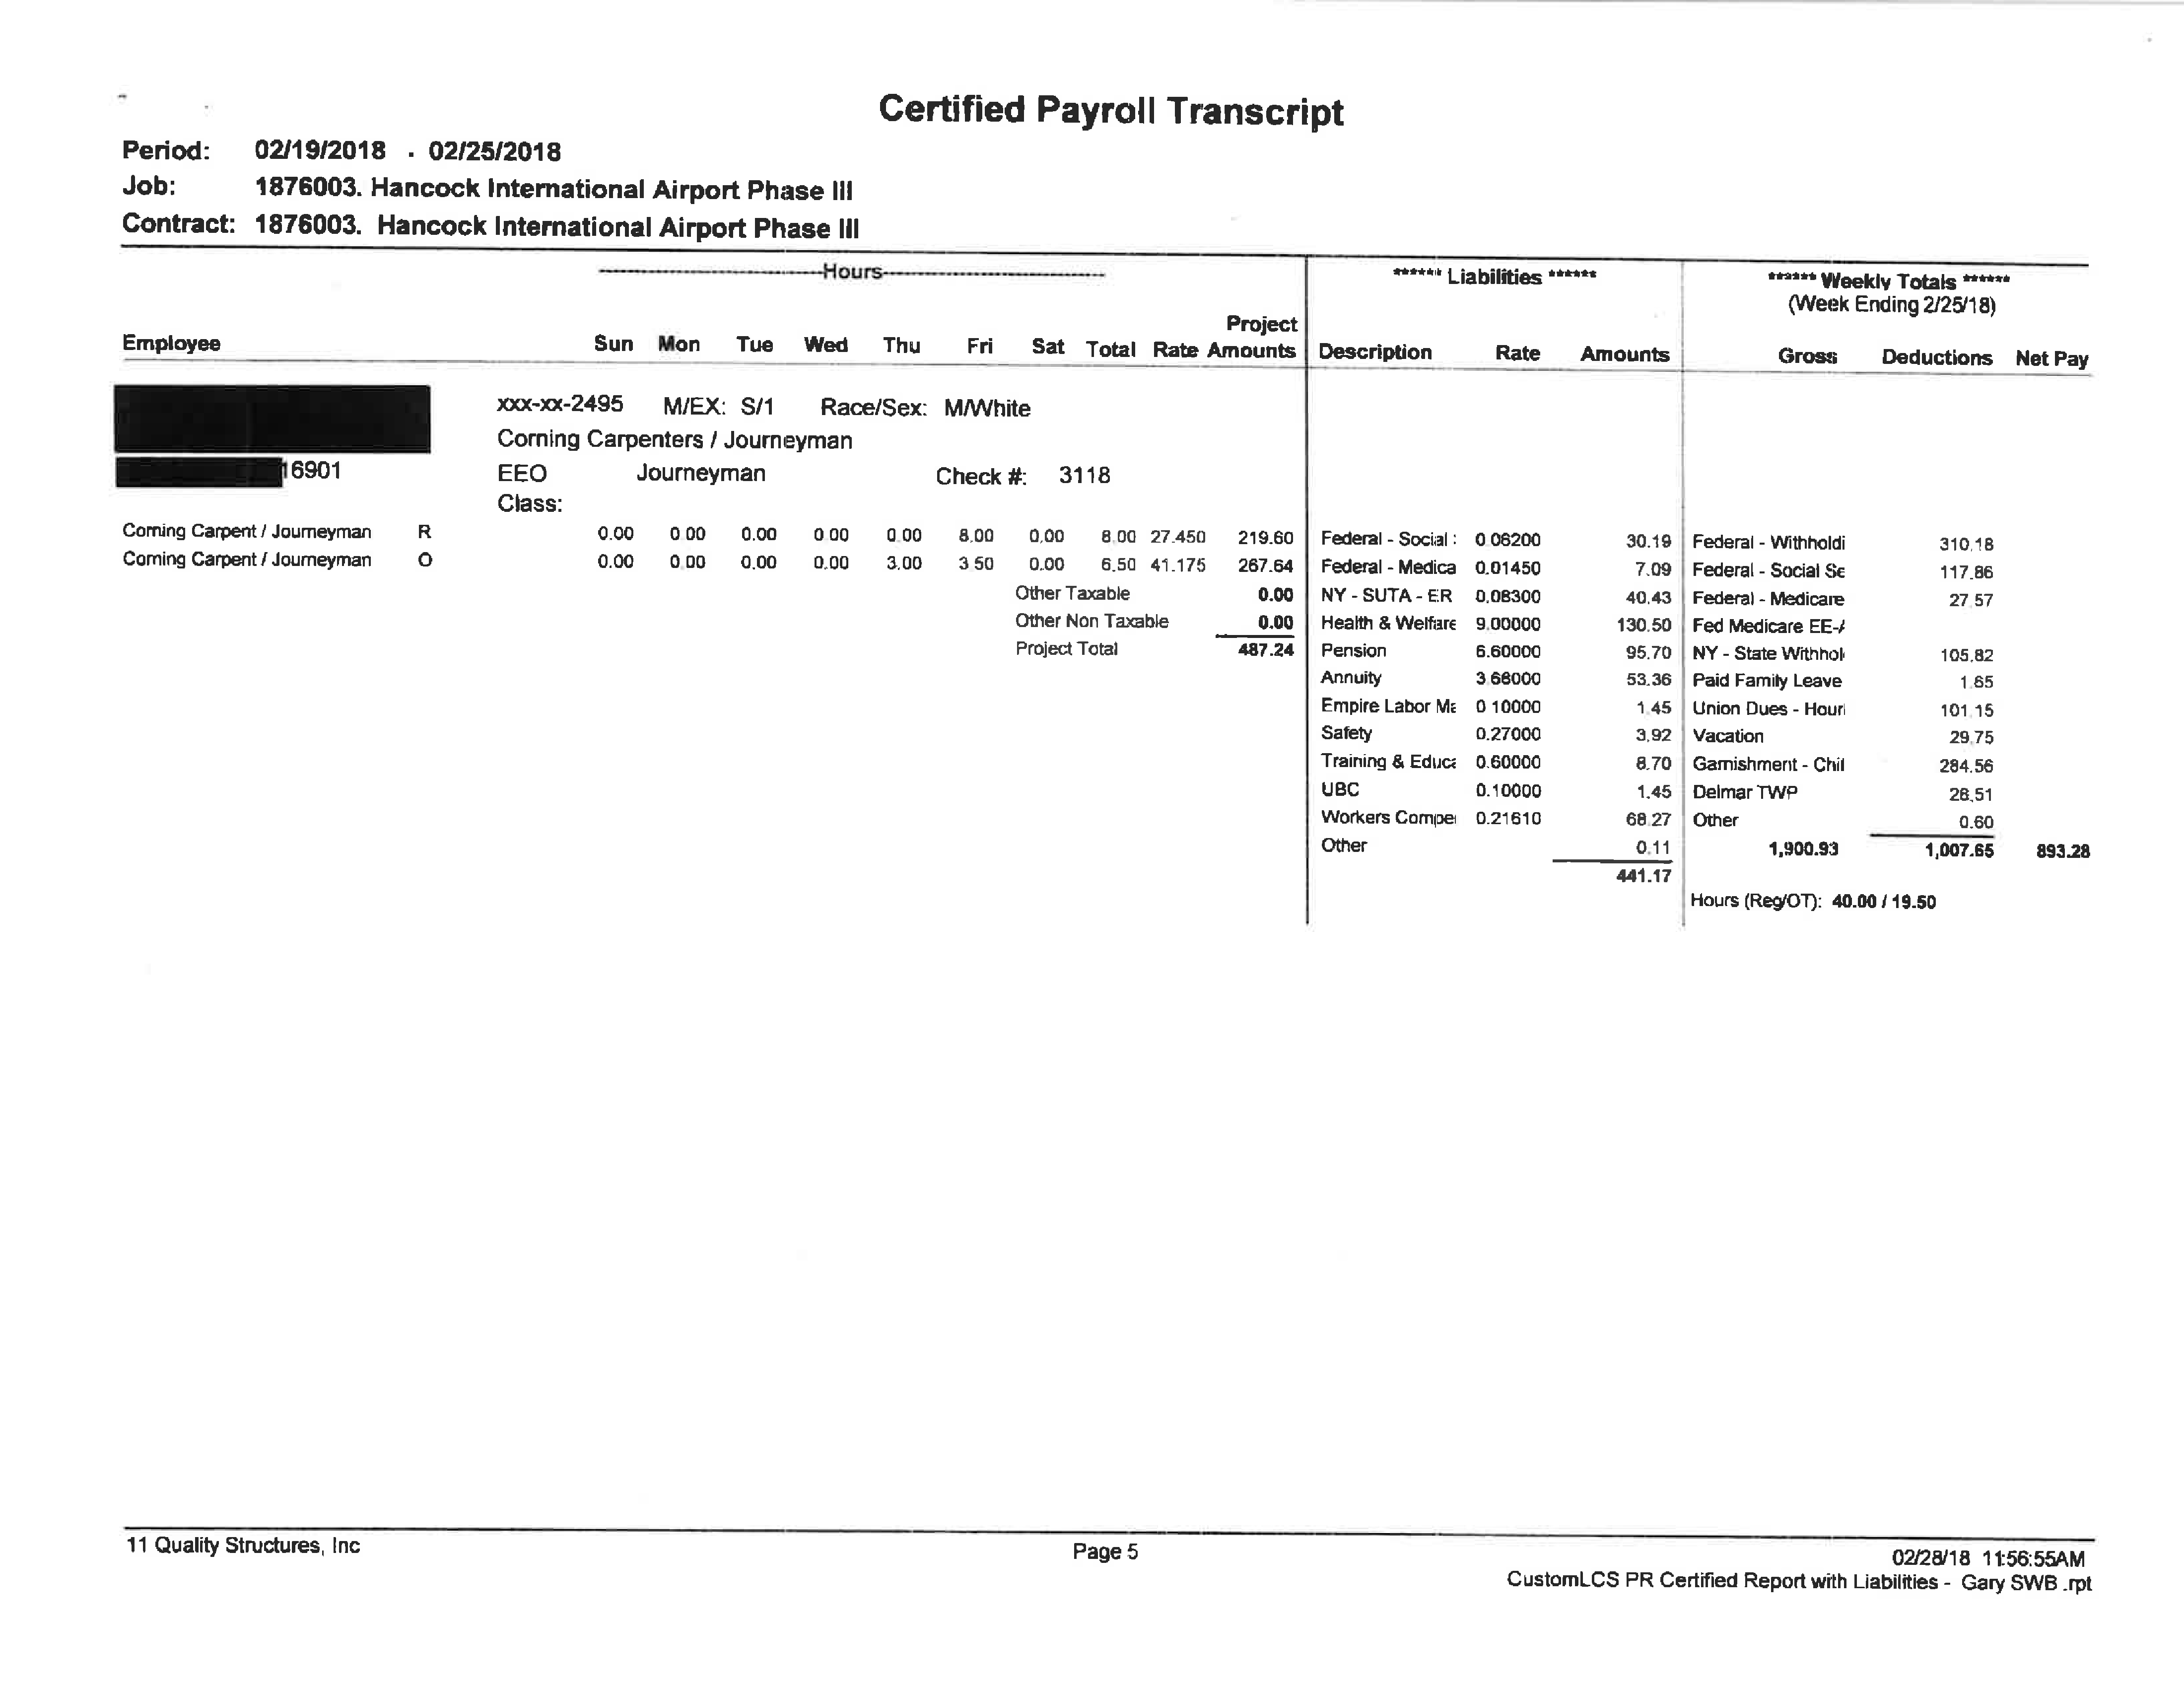 Certified Payroll Transcript
Period: 02/19/2018 - 02/25/2018
Job: 1876003. Hancock International Airport Phase III
Contract: 1876003. Hancock International Airport Phase III
----------Hours---------- ****** Liabilities ****** ****** Weekly Totals ******
(Week Ending 2/25/18)
Project
Employee Sun Mon Tue Wed Thu Fri Sat Total Rate Amounts Description Rate Amounts Gross Deductions Net Pay
xxx-xx-2495 M/EX: S/1 Race/Sex: M/White
Corning Carpenters / Journeyman
16901 EEO Journeyman Check #: 3118
Class:
Corning Carpent / Journeyman R 0.00 0.00 0.00 0.00 0.00 8.00 0.00 8.00 27.450 219.60 Federal - Social : 0.06200 30.19 Federal - Withholdi 310.18
Corning Carpent / Journeyman O 0.00 0.00 0.00 0.00 3.00 3.50 0.00 6.50 41.175 267.64 Federal - Medica 0.01450 7.09 Federal - Social Se 117.86
Other Taxable 0.00 NY - SUTA - ER 0.08300 40.43 Federal - Medicare 27.57
Other Non Taxable 0.00 Health & Welfare 9.00000 130.50 Fed Medicare EE-A
Project Total 487.24 Pension 6.60000 95.70 NY - State Withhol 105.82
Annuity 3.68000 53.36 Paid Family Leave 1.65
Empire Labor Ma 0.10000 1.45 Union Dues - Hour 101.15
Safety 0.27000 3.92 Vacation 29.75
Training & Educa 0.60000 8.70 Garnishment - Chil 284.56
UBC 0.10000 1.45 Delmar TWP 28.51
Workers Compe 0.21610 68.27 Other 0.60
Other 0.11 1,900.93 1,007.65 893.28
441.17
Hours (Reg/OT): 40.00 / 19.50
11 Quality Structures, Inc Page 5 02/28/18 11:56:55AM
CustomLCS PR Certified Report with Liabilities - Gary SWB .rpt